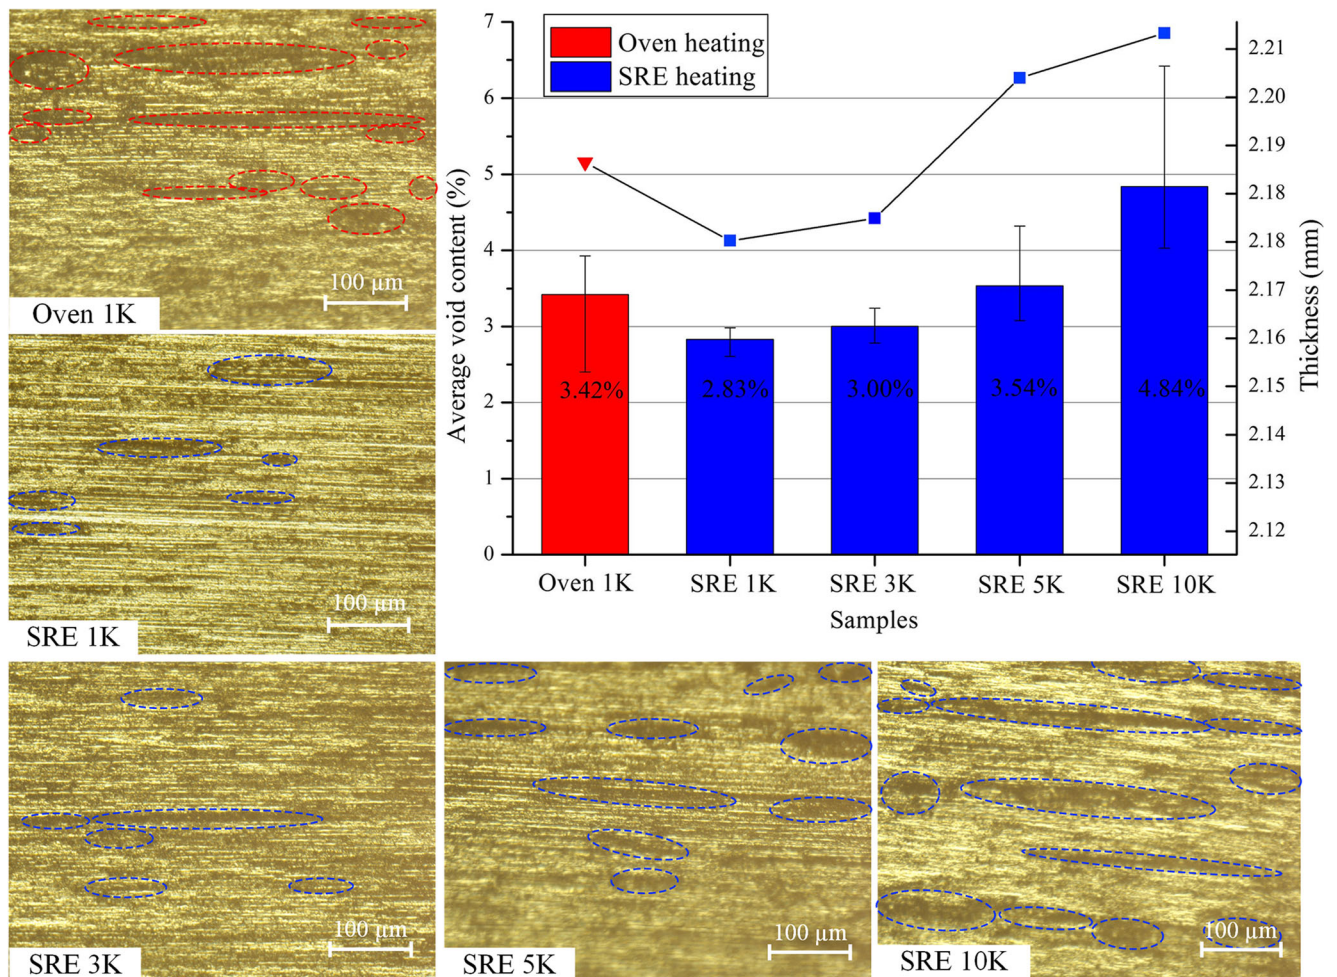 100 µm
Oven 1K
100 µm
SRE 1K
7
6
5
4
3
2
1
0
Average void content (%)
Oven heating
SRE heating
3.42%
2.83%
3.00%
3.54%
4.84%
2.21
2.20
2.19
2.18
2.18
2.17
2.16
2.15
2.14
2.13
2.12
Thickness (mm)
Oven 1K
SRE 1K
SRE 3K
SRE 5K
SRE 10K
Samples
100 µm
SRE 3K
100 µm
SRE 5K
100 µm
SRE 10K